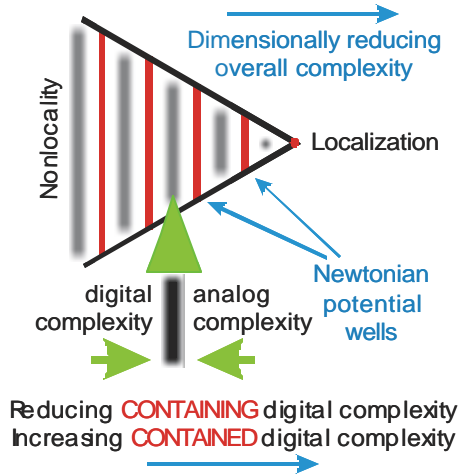 Dimensionally reducing
overall complexity
Nonlocality
Localization
Newtonian
potential
wells
digital
complexity
analog
complexity
Reducing CONTAINING digital complexity
Increasing CONTAINED digital complexity